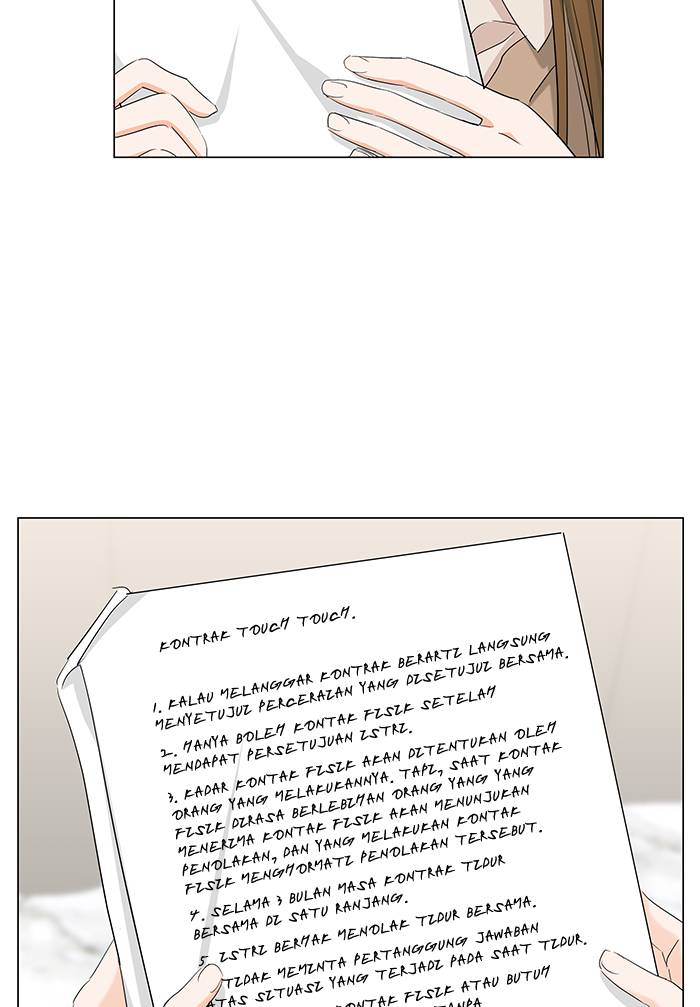 KONTRAK TOUCH TOUCH.
1. KALAU MELANGGAR KONTRAK BERARTI LANGSUNG
MENYETUJUI PERCERAIAN YANG DISETUJUI BERSAMA.
2. HANYA BOLEH KONTAK FISIK SETELAH
MENDAPAT PERSETUJUAN ISTRI.
3. KADAR KONTAK FISIK AKAN DITENTUKAN OLEH
ORANG YANG MELAKUKANNYA. TAPI, SAAT KONTAK
FISIK DIRASA BERLEBIHAN ORANG YANG YANG
MENERIMA KONTAK FISIK AKAN MENUNJUKAN
PENOLAKAN, DAN YANG MELAKUKAN KONTAK
FISIK MENGHORMATI PENOLAKAN TERSEBUT.
4. SELAMA 3 BULAN MASA KONTRAK TIDUR
BERSAMA DI SATU RANJANG.
5. ISTRI BERHAK MENOLAK TIDUR BERSAMA.
TIDAK MEMINTA PERTANGGUNG JAWABAN
ATAS SITUASI YANG TERJADI PADA SAAT TIDUR.
KONTAK FISIK ATAU BUTUH
TANPA